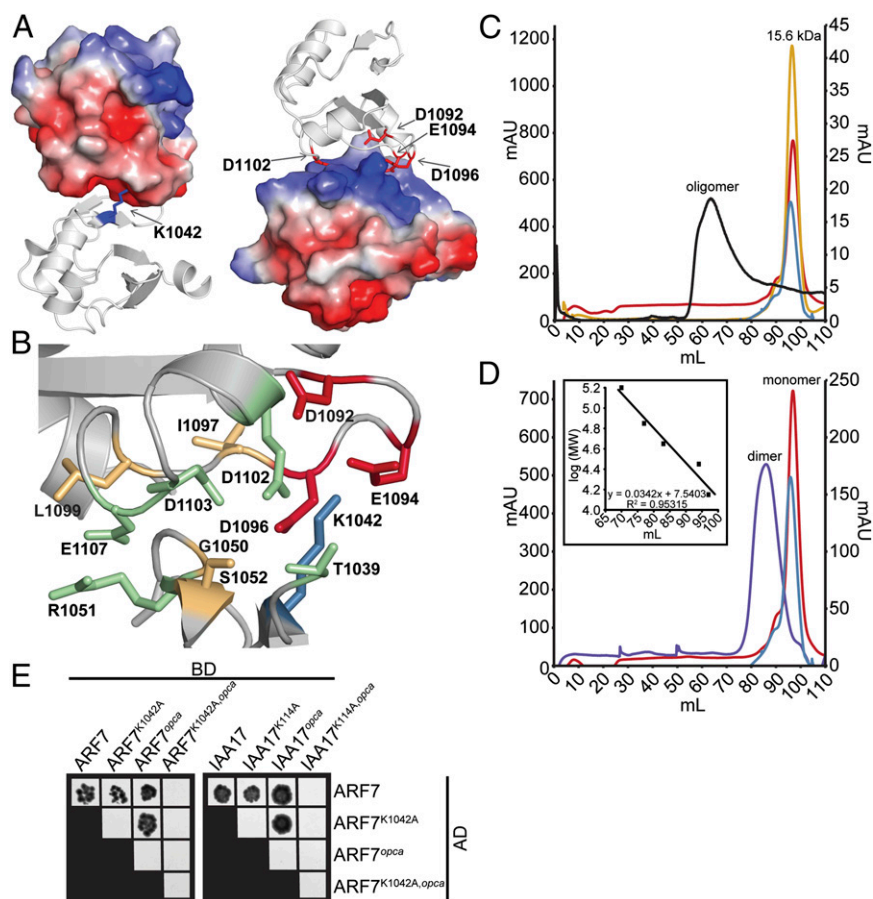 A
K1042
D1092
E1094
D1102
D1096
B
D1092
I1097
D1102
L1099
D1103
E1094
E1107
D1096
K1042
G1050
S1052
T1039
R1051
C
1200
1000
800
600
400
200
0
mAU
oligomer
15.6 kDa
45
40
35
30
25
20
15
10
5
0
mAU
0 10 20 30 40 50 60 70 80 90 100 110
mL
D
700
600
500
400
300
200
100
0
mAU
5.2
5.0
4.8
4.6
4.4
4.2
4.0
log (MW)
y = 0.0342x + 7.5403
R² = 0.95315
65 70 75 80 85 90 95 100
mL
dimer
monomer
250
200
150
100
50
0
mAU
0 10 20 30 40 50 60 70 80 90 100 110
mL
E
BD
ARF7
ARF7K1042A
ARF7opca
ARF7K1042A,opca
IAA17
IAA17K114A
IAA17opca
IAA17K114A,opca
ARF7
ARF7K1042A
ARF7opca
ARF7K1042A,opca
AD